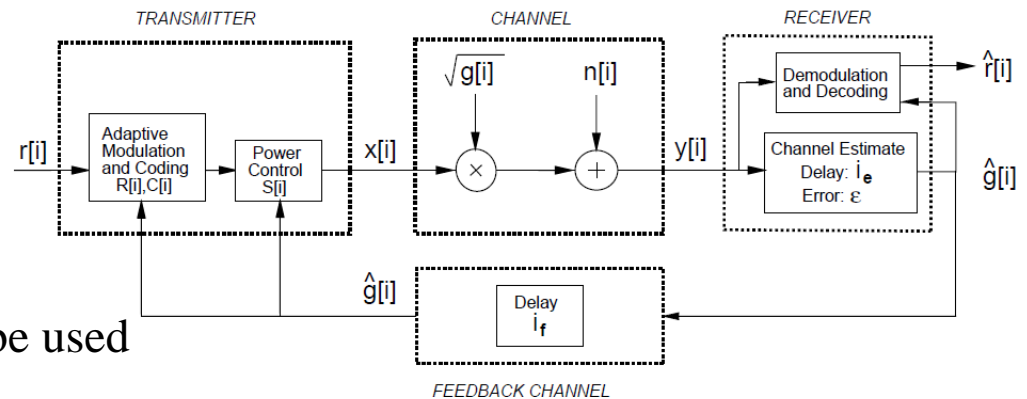 TRANSMITTER
CHANNEL
RECEIVER
r[i]
Adaptive
Modulation
and Coding
R[i],C[i]
Power
Control
S[i]
x[i]
√g[i]
n[i]
×
+
y[i]
Demodulation
and Decoding
r̂[i]
Channel Estimate
Delay: i_e
Error: ε
ĝ[i]
ĝ[i]
Delay
i_f
be used
FEEDBACK CHANNEL